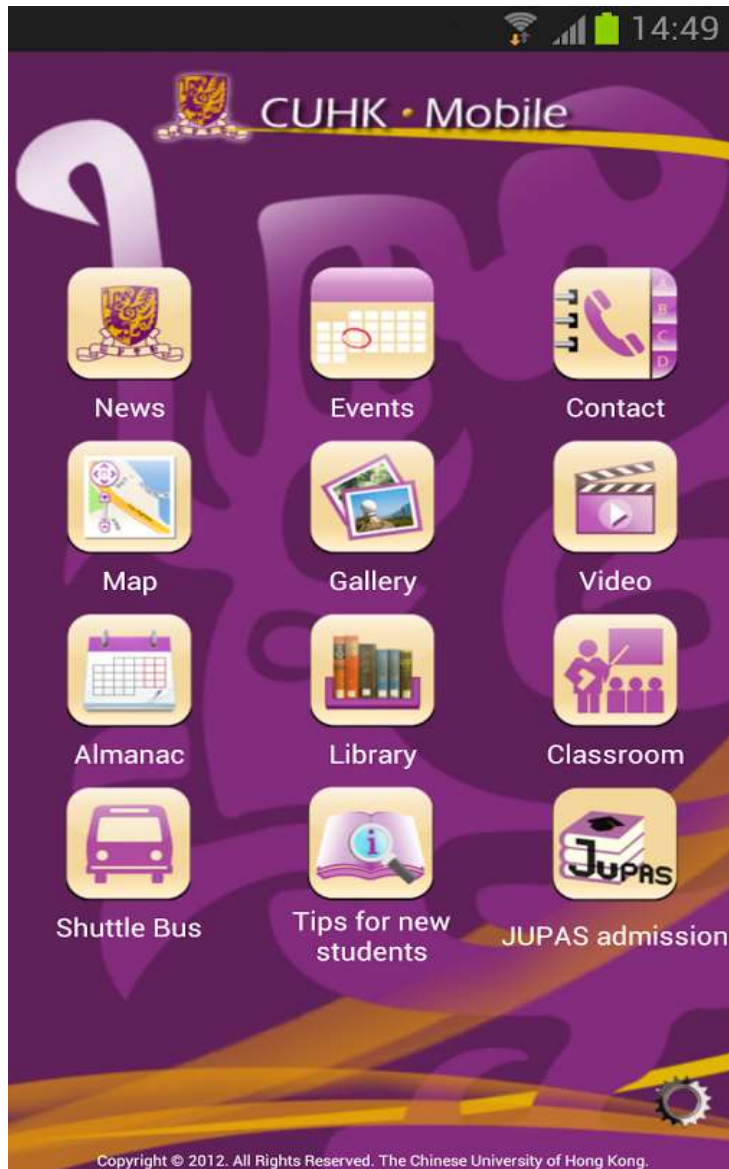 14:49
CUHK · Mobile
A
B
C
D
News Events Contact
Map Gallery Video
Almanac Library Classroom
i
JUPAS
Shuttle Bus
Tips for new
students
JUPAS admission
Copyright © 2012. All Rights Reserved. The Chinese University of Hong Kong.